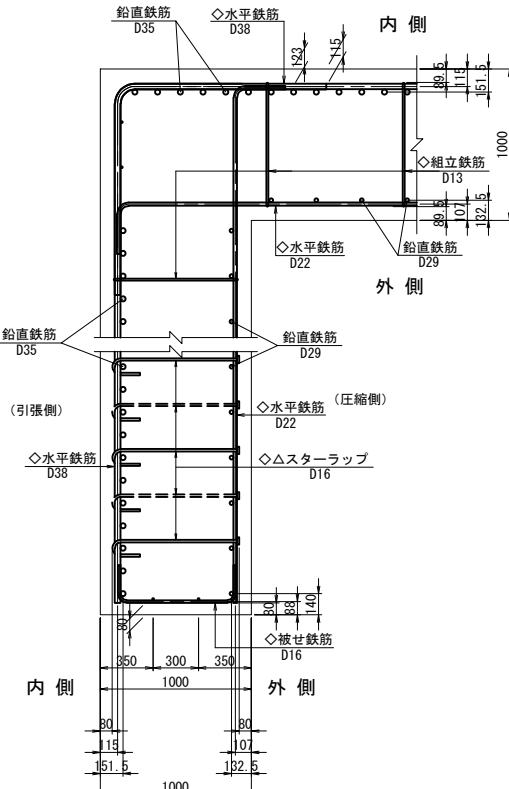 鉛直鉄筋
D35
◇水平鉄筋
D38
内 側
123
115
89.5
115
151.5
1000
◇組立鉄筋
D13
◇水平鉄筋
D22
鉛直鉄筋
D29
89.5
107
132.5
外 側
鉛直鉄筋
D35
鉛直鉄筋
D29
(引張側)
◇水平鉄筋
D22
(圧縮側)
◇水平鉄筋
D38
◇△スターラップ
D16
80
88
140
80
◇被せ鉄筋
D16
350
300
350
内 側
1000
外 側
80
80
115
107
151.5
132.5
1000